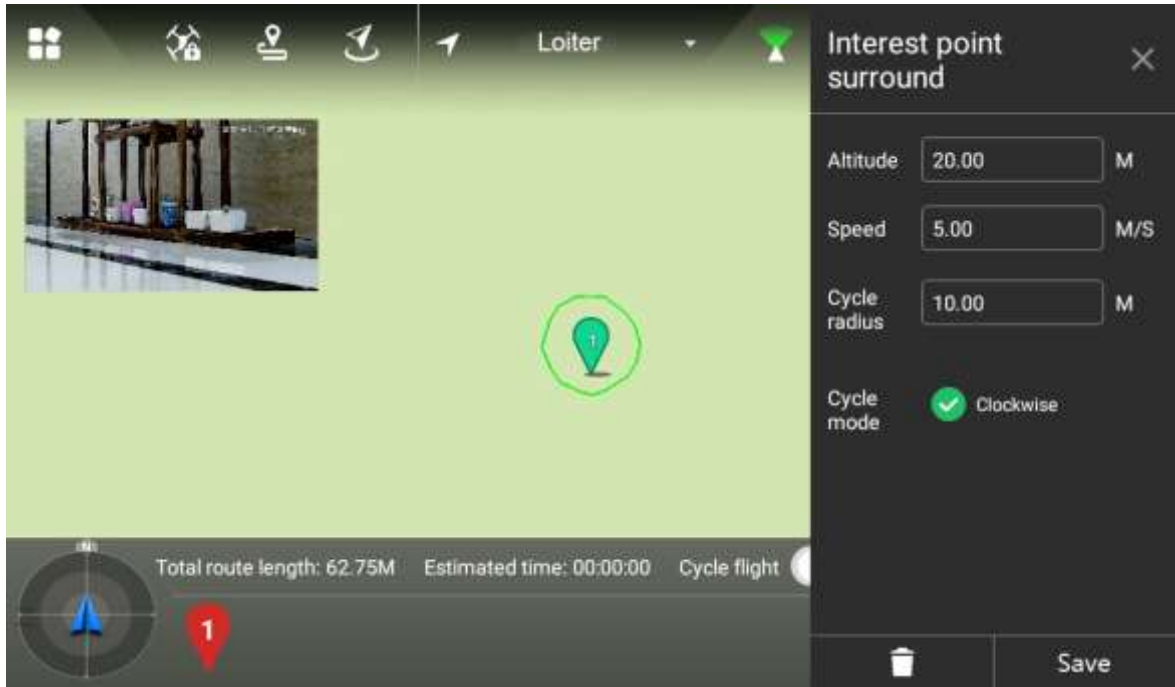 Loiter
Interest point
surround
Altitude 20.00 M
Speed 5.00 M/S
Cycle
radius
10.00 M
Cycle
mode
Clockwise
1
N
Total route length: 62.75M Estimated time: 00:00:00 Cycle flight
1
Save